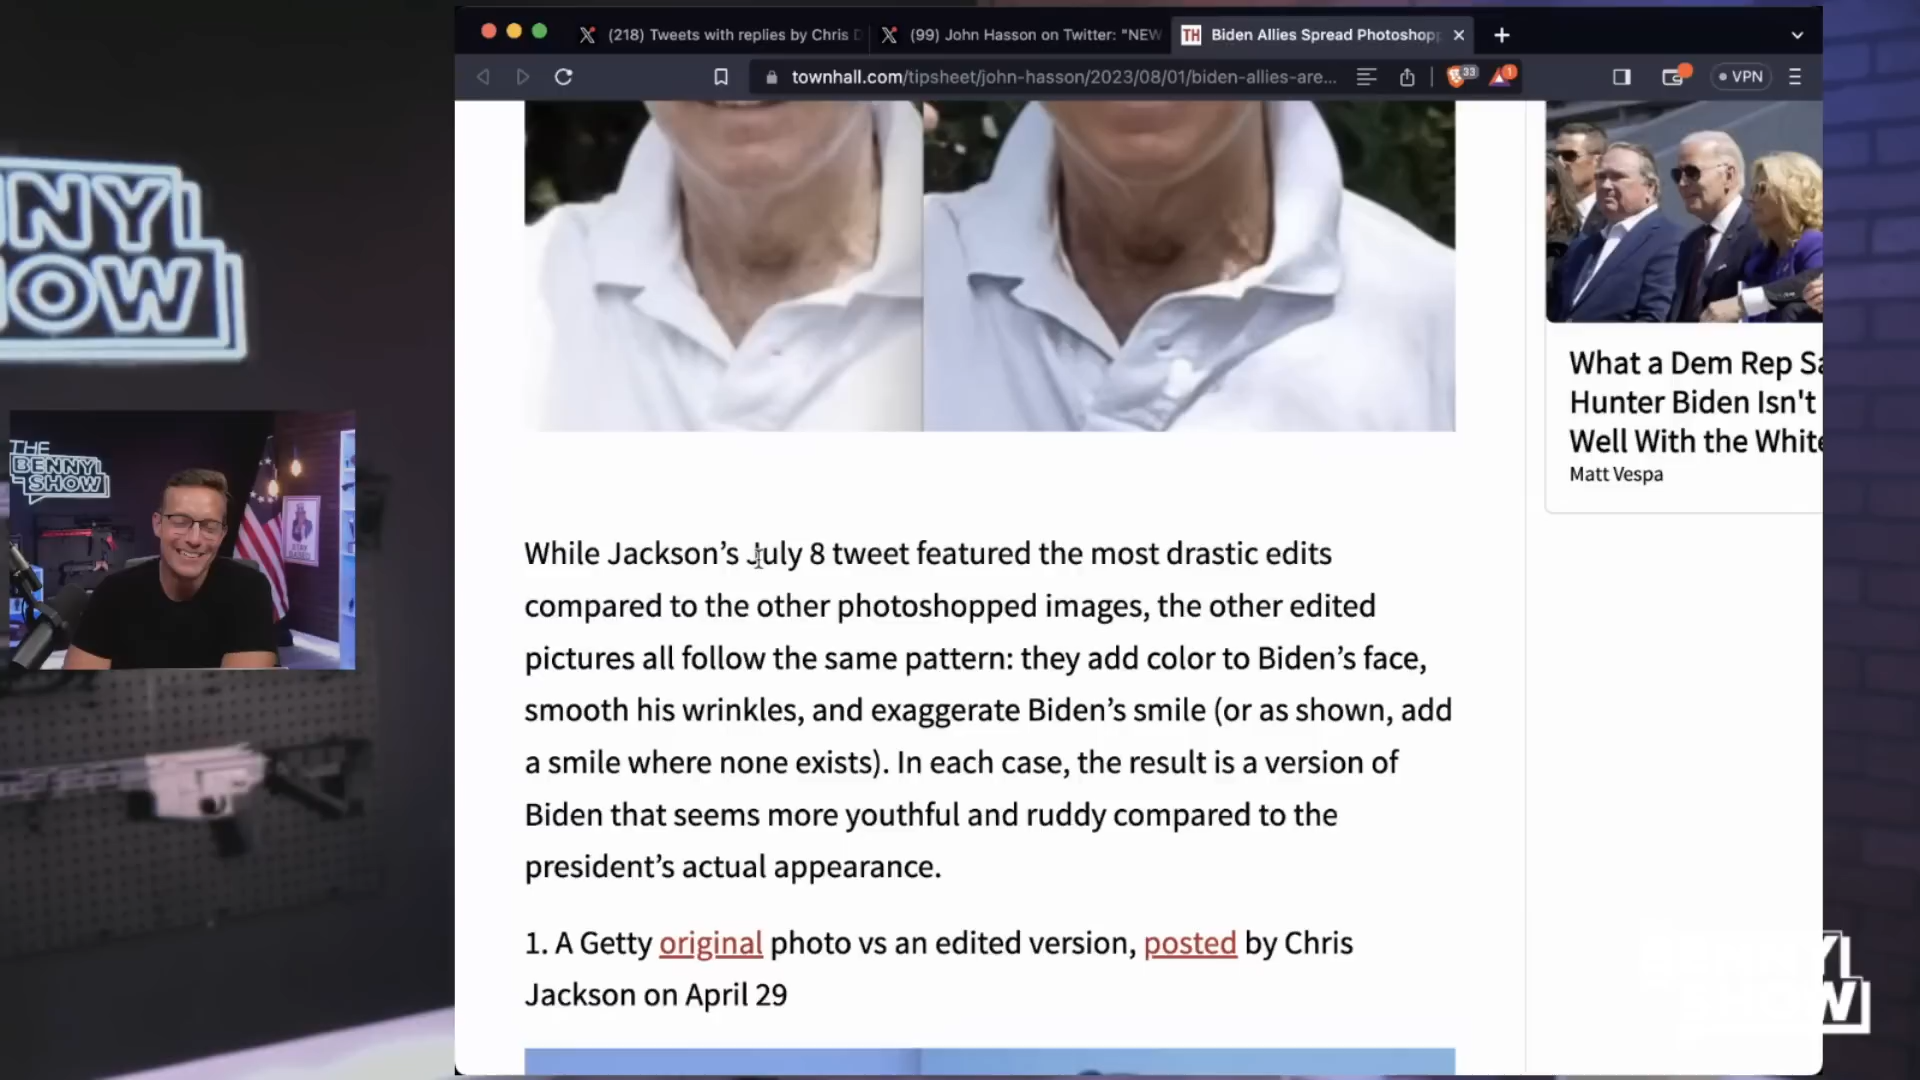 (218) Tweets with replies by Chris D
(99) John Hasson on Twitter: "NEW
TH Biden Allies Spread Photoshop
townhall.com/tipsheet/john-hasson/2023/08/01/biden-allies-are...
33
1
VPN
NNY
HOW
THE
BENNY
SHOW
What a Dem Rep Sa
Hunter Biden Isn't
Well With the White
Matt Vespa
While Jackson’s July 8 tweet featured the most drastic edits
compared to the other photoshopped images, the other edited
pictures all follow the same pattern: they add color to Biden’s face,
smooth his wrinkles, and exaggerate Biden’s smile (or as shown, add
a smile where none exists). In each case, the result is a version of
Biden that seems more youthful and ruddy compared to the
president’s actual appearance.
1. A Getty original photo vs an edited version, posted by Chris
Jackson on April 29